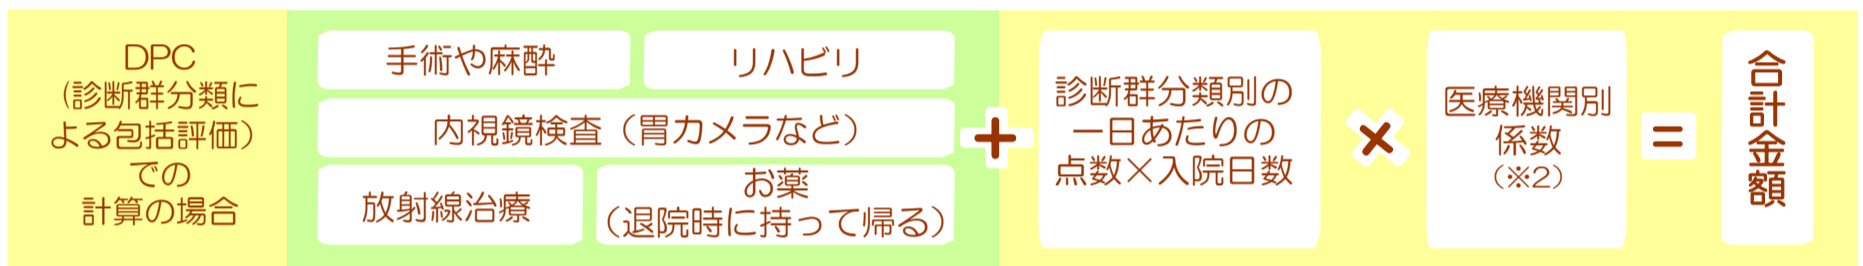 DPC
(診断群分類に
よる包括評価)
での
計算の場合
手術や麻酔
リハビリ
内視鏡検査(胃カメラなど)
放射線治療
お薬
(退院時に持って帰る)
+
診断群分類別の
一日あたりの
点数×入院日数
×
医療機関別
係数
(※2)
=
合計金額